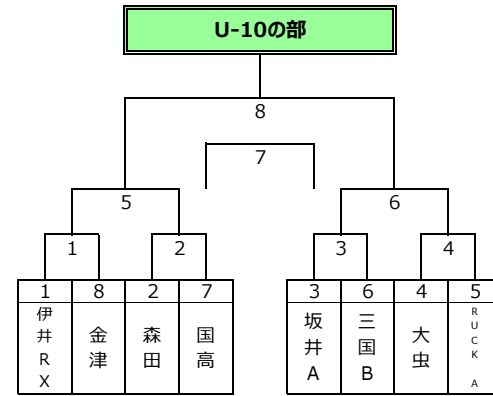 U-10の部
8
7
5 6
1 2 3 4
1 8 2 7 3 6 4 5
伊井RX
金津
森田
国高
坂井A
三国B
大虫
RUCK A